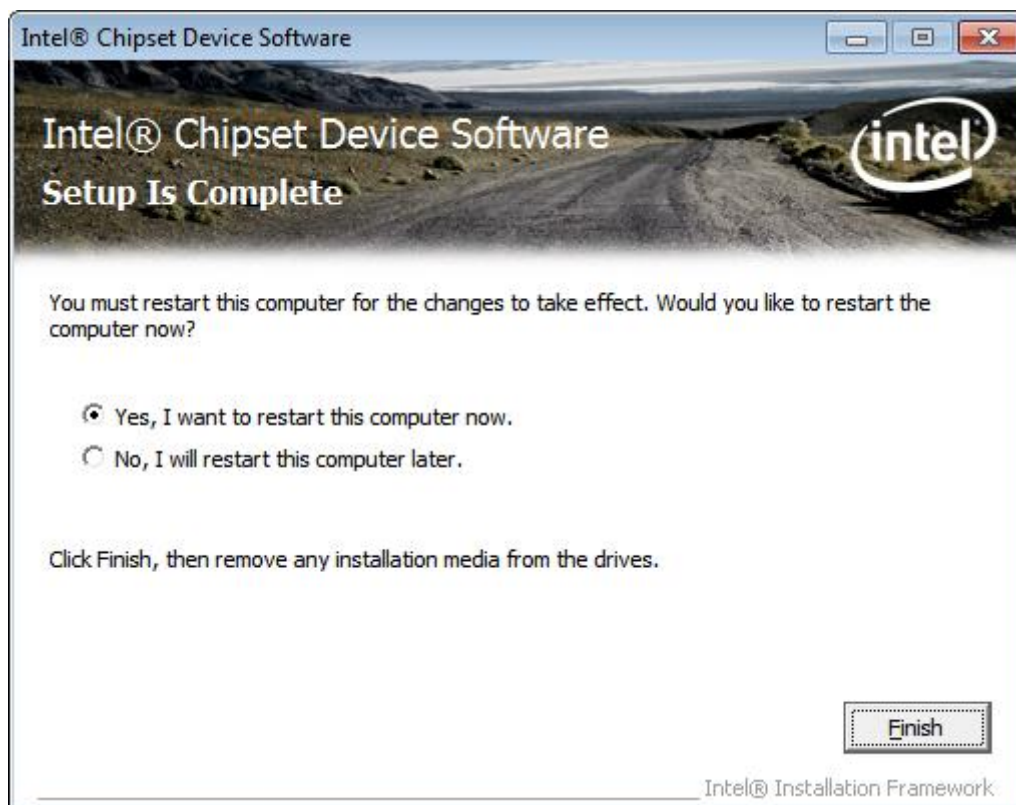 Intel® Chipset Device Software
Intel® Chipset Device Software
intel
Setup Is Complete
You must restart this computer for the changes to take effect. Would you like to restart the
computer now?
Yes, I want to restart this computer now.
No, I will restart this computer later.
Click Finish, then remove any installation media from the drives.
Finish
Intel® Installation Framework